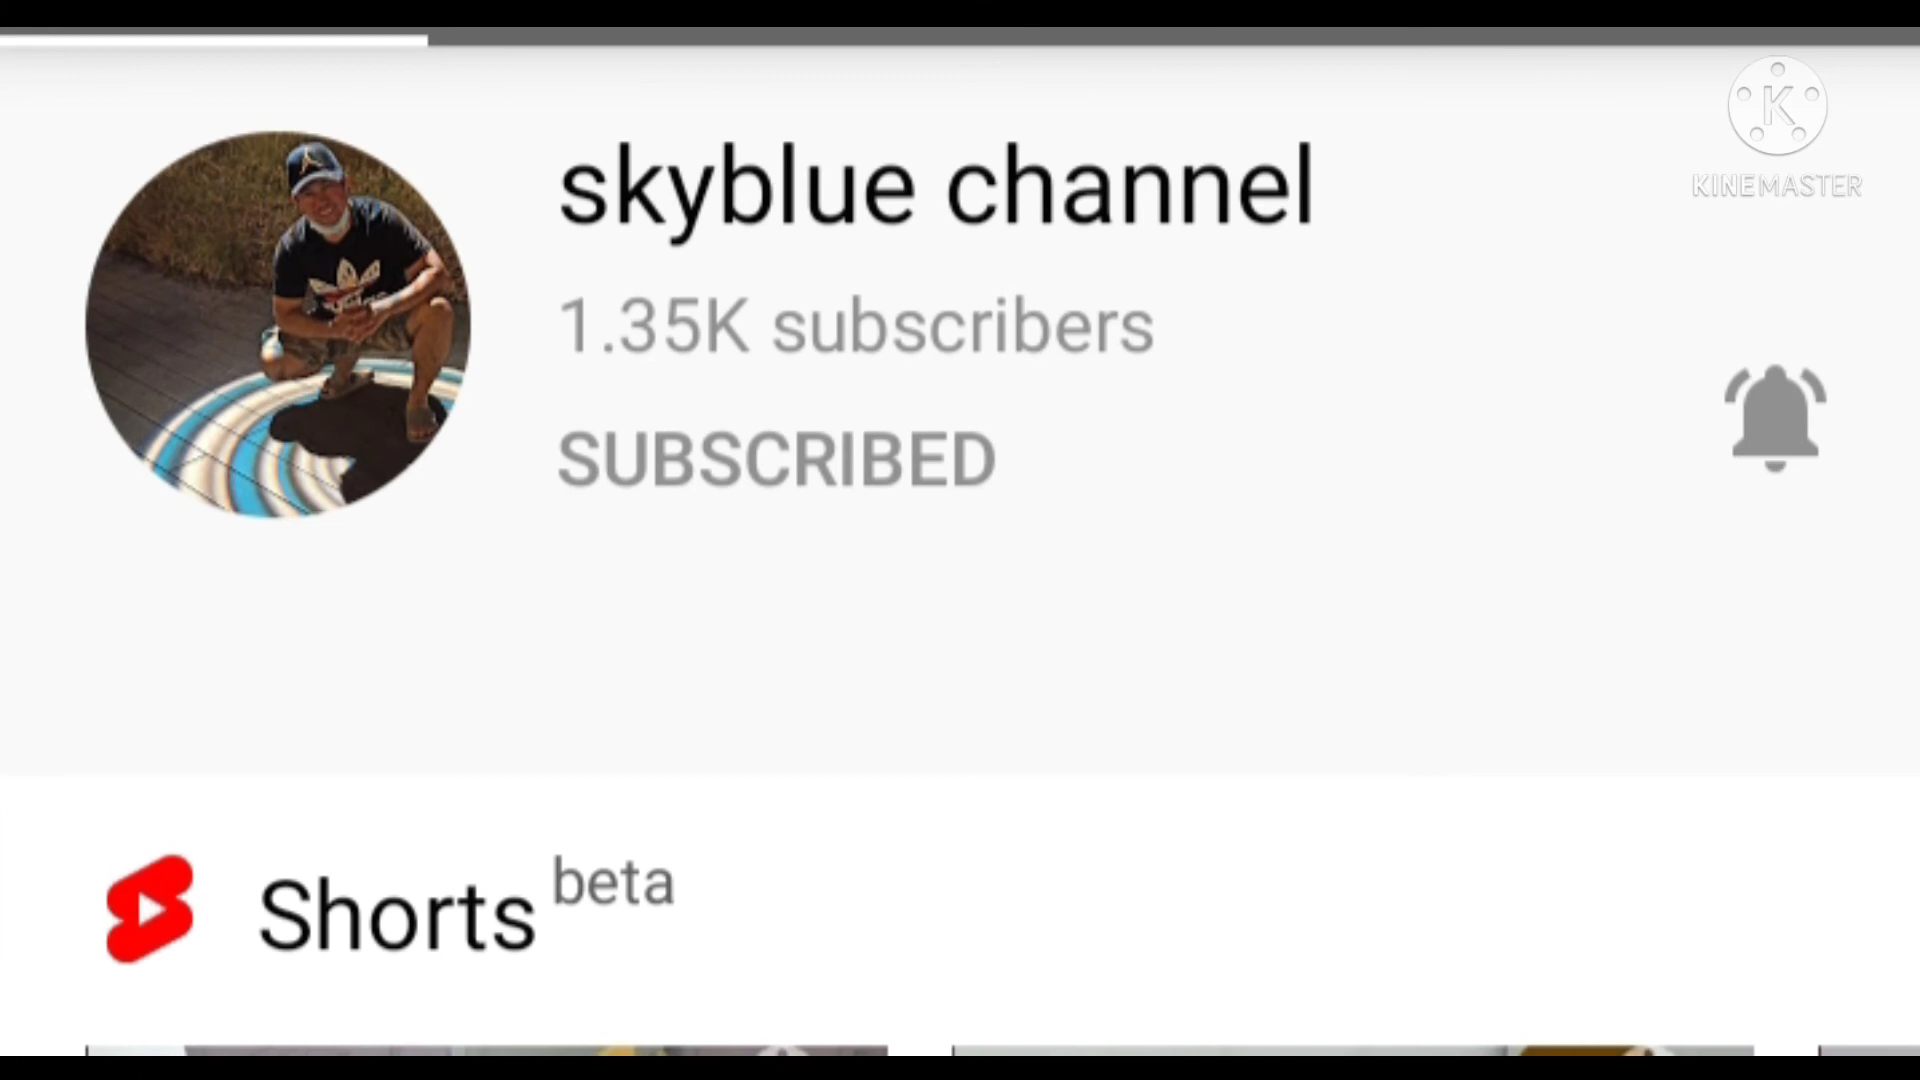 skyblue channel
K
KINEMASTER
1.35K subscribers
SUBSCRIBED
Shorts beta